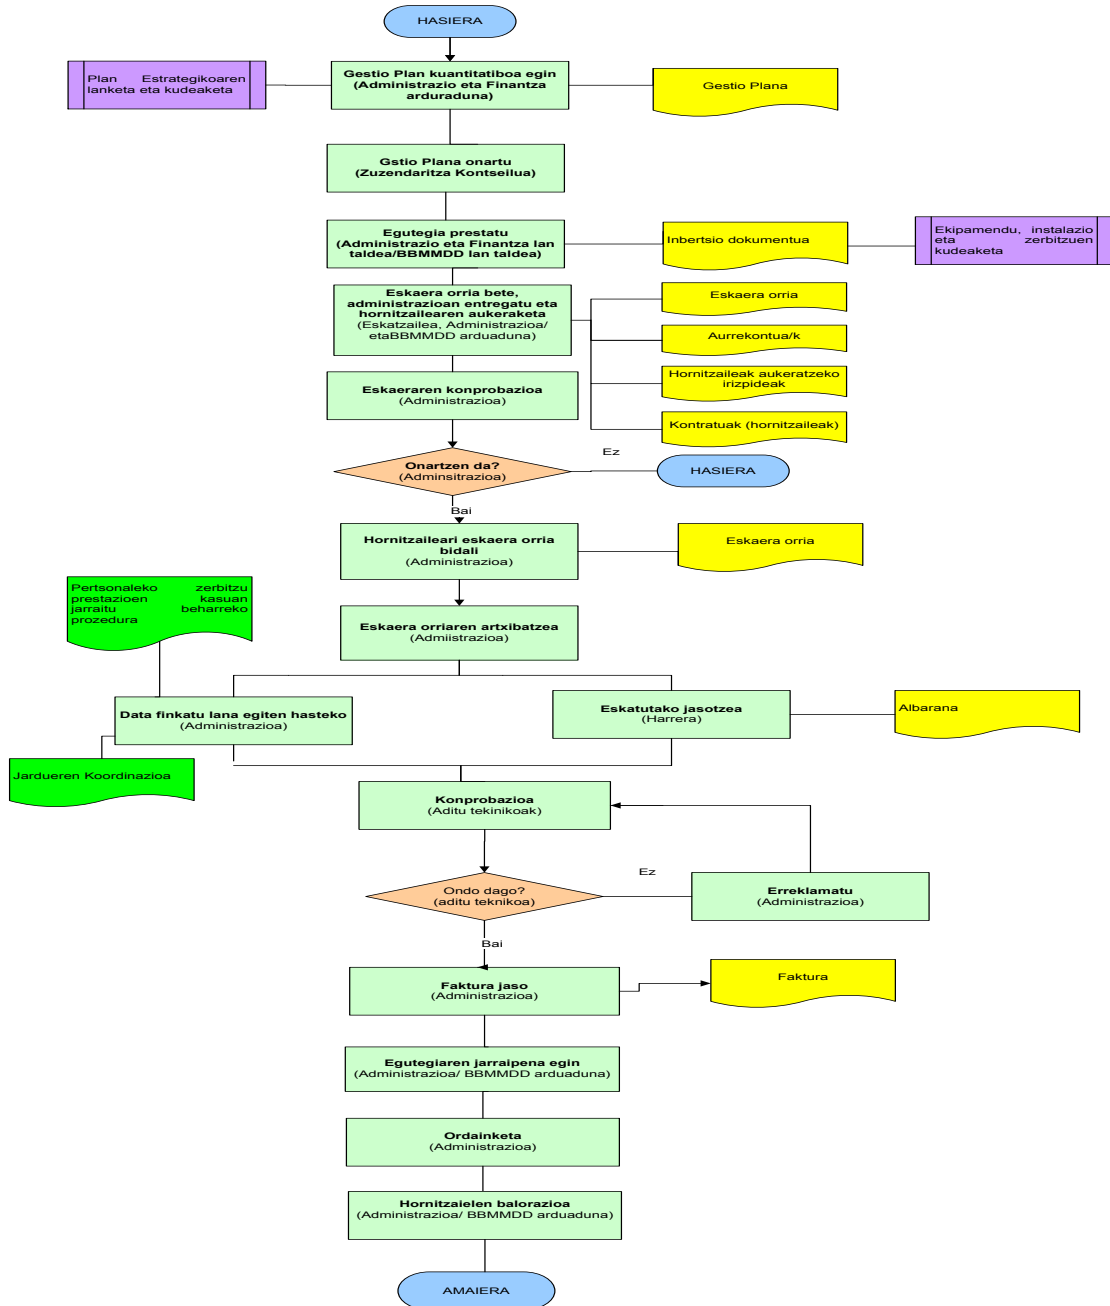 HASIERA
Plan Estrategikoaren
lanketa eta kudeaketa
Gestio Plan kuantitatiboa egin
(Administrazio eta Finantza
arduraduna)
Gestio Plana
Gstio Plana onartu
(Zuzendaritza Kontseilua)
Egutegia prestatu
(Administrazio eta Finantza lan
taldea/BBMMDD lan taldea)
Inbertsio dokumentua
Ekipamendu, instalazio
eta zerbitzuen
kudeaketa
Eskaera orria bete,
administrazioan entregatu eta
hornitzailearen aukeraketa
(Eskatzailea, Administrazioa/
etaBBMMDD arduaduna)
Eskaera orria
Aurrekontua/k
Hornitzaileak aukeratzeko
irizpideak
Kontratuak (hornitzaileak)
Eskaeraren konprobazioa
(Administrazioa)
Onartzen da?
(Adminsitrazioa)
Ez
HASIERA
Bai
Hornitzaileari eskaera orria
bidali
(Administrazioa)
Eskaera orria
Pertsonaleko zerbitzu
prestazioen kasuan
jarraitu beharreko
prozedura
Eskaera orriaren artxibatzea
(Admiistrazioa)
Data finkatu lana egiten hasteko
(Administrazioa)
Eskatutako jasotzea
(Harrera)
Albarana
Jardueren Koordinazioa
Konprobazioa
(Aditu tekinikoak)
Ondo dago?
(aditu teknikoa)
Ez
Erreklamatu
(Administrazioa)
Bai
Faktura jaso
(Administrazioa)
Faktura
Egutegiaren jarraipena egin
(Administrazioa/ BBMMDD arduaduna)
Ordainketa
(Administrazioa)
Hornitzaielen balorazioa
(Administrazioa/ BBMMDD arduaduna)
AMAIERA